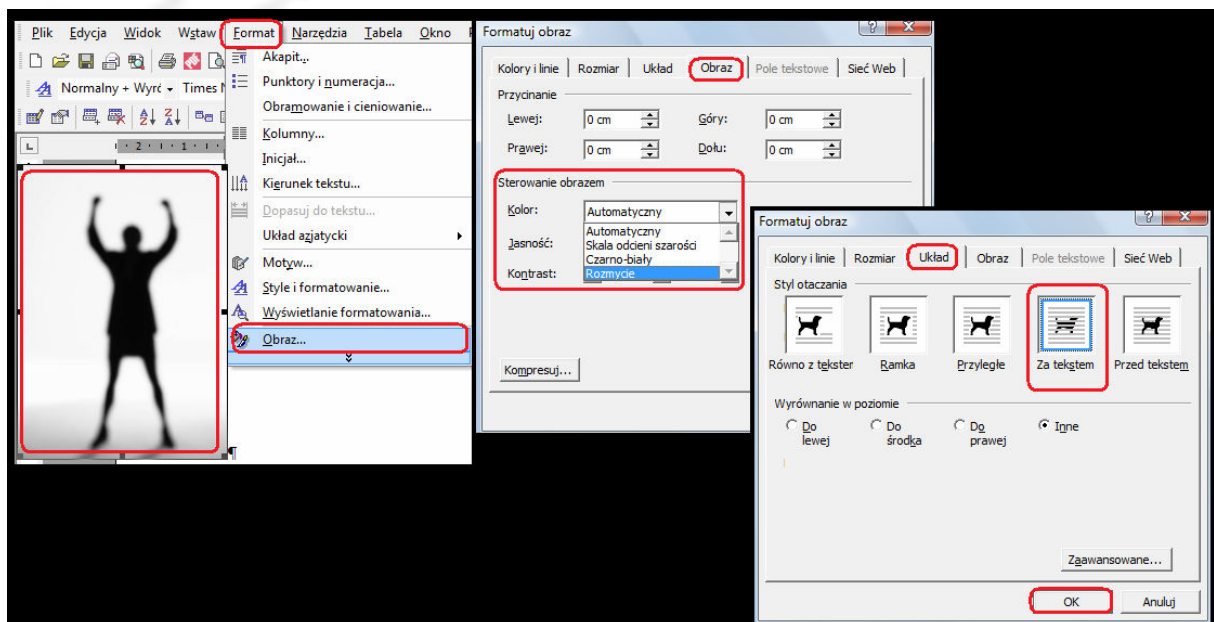 Plik Edycja Widok Wstaw Format Narzędzia Tabela Okno
Normalny + Wyró Times
2 1
Akapit...
Punktory i numeracja...
Obramowanie i cieniowanie...
Kolumny...
Inicjał...
Kierunek tekstu...
Dopasuj do tekstu...
Układ azjatycki
Motyw...
Style i formatowanie...
Wyświetlanie formatowania...
Obraz...
Formatuj obraz
Kolory i linie Rozmiar Układ Obraz Pole tekstowe Sieć Web
Przycinanie
Lewej: 0 cm Góry: 0 cm
Prawej: 0 cm Dołu: 0 cm
Sterowanie obrazem
Kolor: Automatyczny
Automatyczny
Jasność: Skala odcieni szarości
Czarno-biały
Kontrast: Rozmycie
Kompresuj...
Formatuj obraz
Kolory i linie Rozmiar Układ Obraz Pole tekstowe Sieć Web
Styl otaczania
Równo z tekster Ramka Przyległe Za tekstem Przed tekstem
Wyrównanie w poziomie
Do lewej Do środka Do prawej Inne
Zaawansowane...
OK Anuluj